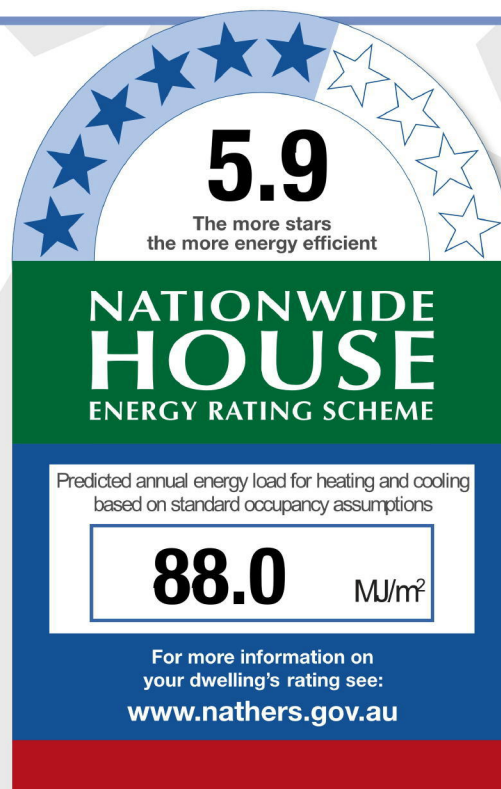 5.9
The more stars
the more energy efficient
NATIONWIDE
HOUSE
ENERGY RATING SCHEME
Predicted annual energy load for heating and cooling
based on standard occupancy assumptions
88.0 MJ/m²
For more information on
your dwelling's rating see:
www.nathers.gov.au